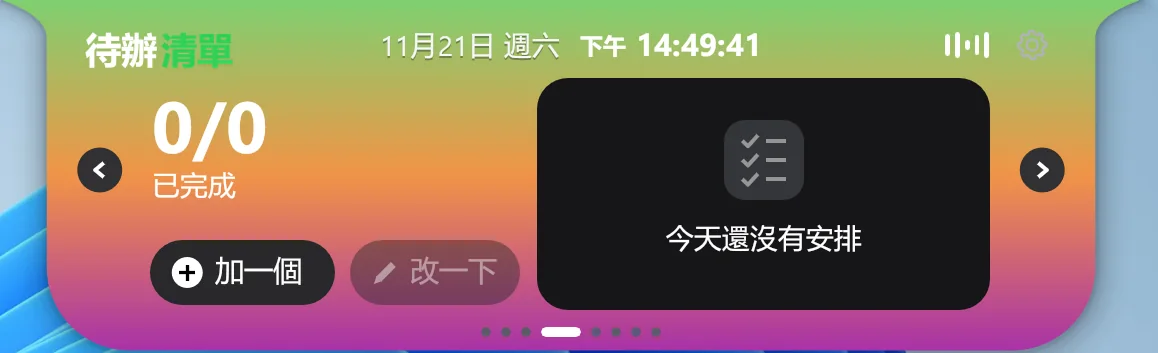 待辦清單
11月21日 週六 下午 14:49:41
0/0
已完成
加一個
改一下
今天還沒有安排